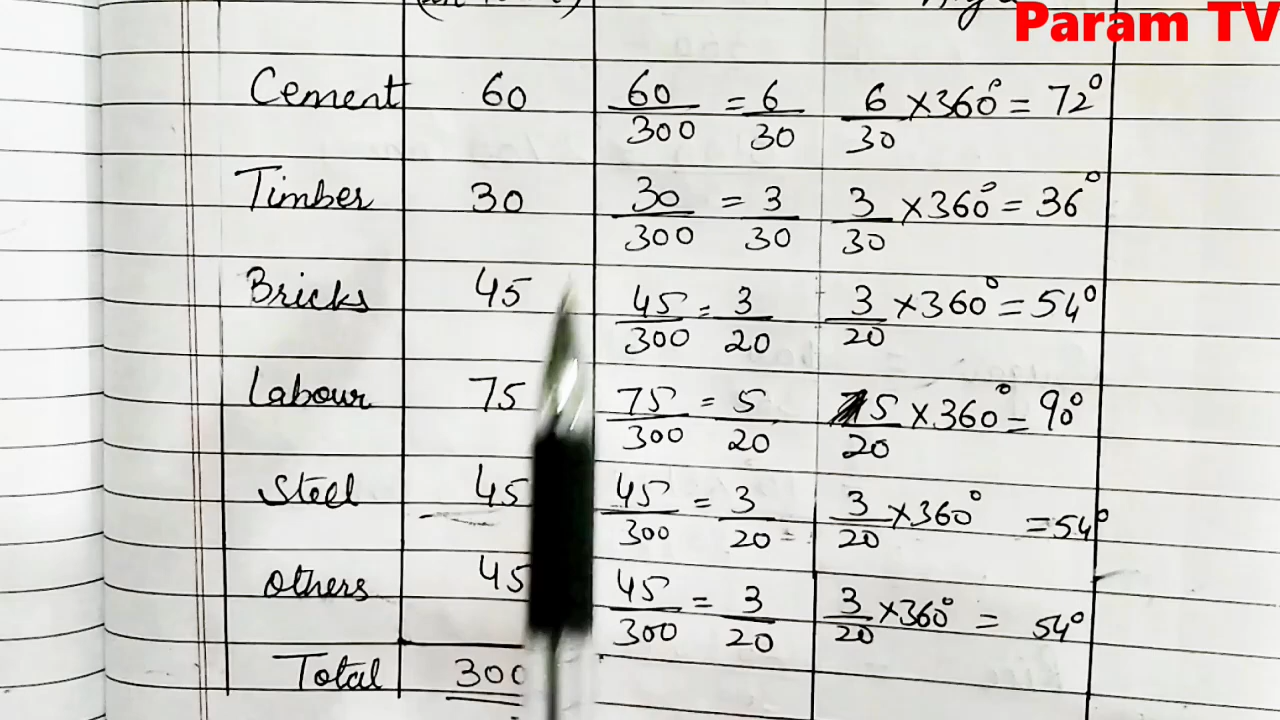 Param TV
Cement 60 60/300 = 6/30 6/30 ×360° = 72°
Timber 30 30/300 = 3/30 3/30 ×360° = 36°
Bricks 45 45/300 = 3/20 3/20 ×360° = 54°
Labour 75 75/300 = 5/20 5/20 ×360° = 90°
Steel 45 45/300 = 3/20 3/20 ×360° = 54°
others 45 45/300 = 3/20 3/20 ×360° = 54°
Total 300